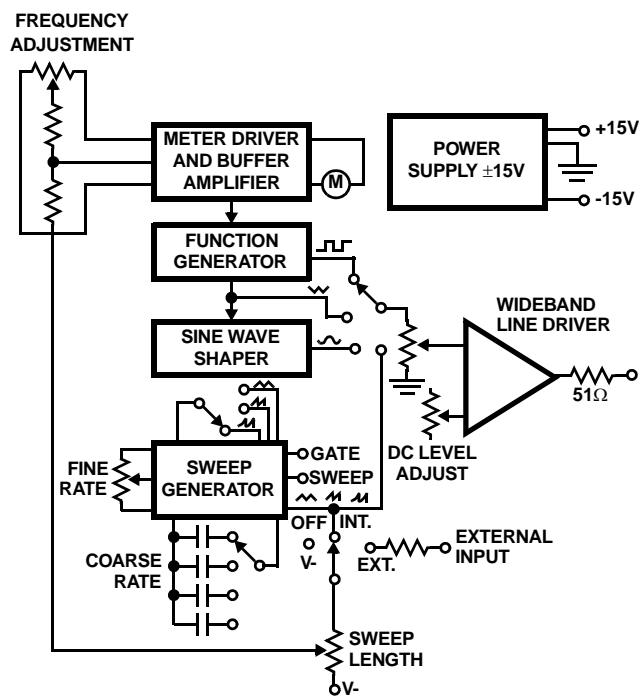 FREQUENCY
ADJUSTMENT
METER DRIVER
AND BUFFER
AMPLIFIER
M
POWER
SUPPLY ±15V
+15V
-15V
FUNCTION
GENERATOR
SINE WAVE
SHAPER
WIDEBAND
LINE DRIVER
51Ω
DC LEVEL
ADJUST
FINE
RATE
SWEEP
GENERATOR
GATE
SWEEP
OFF
INT.
V-
EXT.
EXTERNAL
INPUT
COARSE
RATE
SWEEP
LENGTH
V-